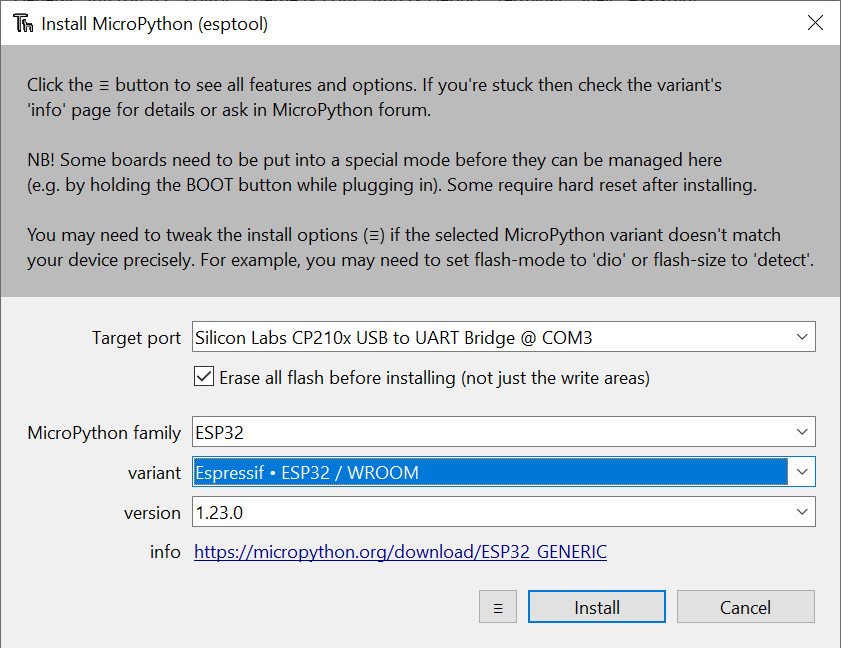 Install MicroPython (esptool)
Click the ≡ button to see all features and options. If you're stuck then check the variant's
'info' page for details or ask in MicroPython forum.
NB! Some boards need to be put into a special mode before they can be managed here
(e.g. by holding the BOOT button while plugging in). Some require hard reset after installing.
You may need to tweak the install options (≡) if the selected MicroPython variant doesn't match
your device precisely. For example, you may need to set flash-mode to 'dio' or flash-size to 'detect'.
Target port Silicon Labs CP210x USB to UART Bridge @ COM3
Erase all flash before installing (not just the write areas)
MicroPython family ESP32
variant Espressif • ESP32 / WROOM
version 1.23.0
info https://micropython.org/download/ESP32_GENERIC
≡ Install Cancel